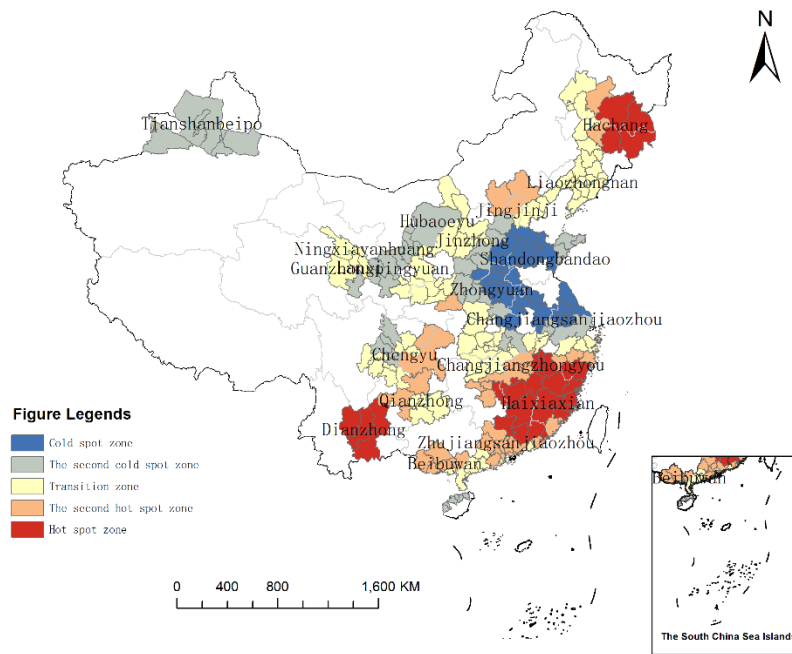 N
Tianshanbeipo
Hachang
Liaozhongnan
Jingjinji
Hubaoeyu
Jinzhong
Ningxiayanhuang
Shandongbandao
Zhongyuan
Changjiangsanjiaozhou
Chengyu
Changjiangzhongyou
Qianzhong
Haixiaxian
Dianzhong
Zhujiangsanjiaozhou
Beibuwan
Figure Legends
Cold spot zone
The second cold spot zone
Transition zone
The second hot spot zone
Hot spot zone
0 400 800 1,600 KM
Beibuwan
The South China Sea Island